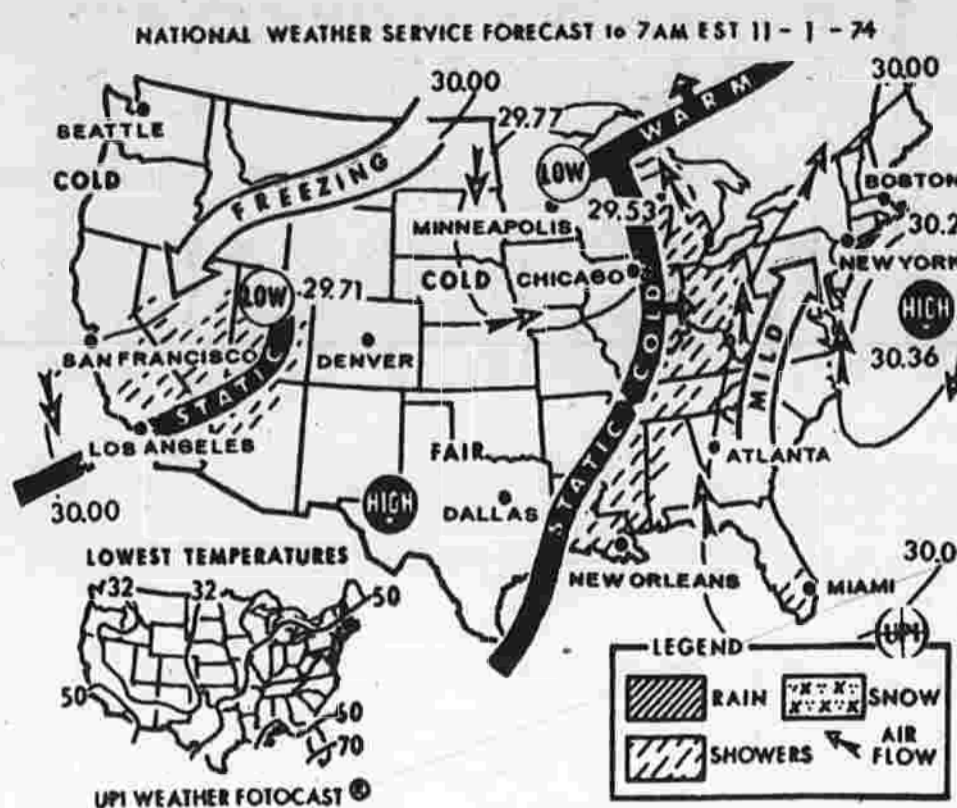 NATIONAL WEATHER SERVICE FORECAST to 7AM EST 11 - 1 - 74
30.00
30.00
29.77
WARM
SEATTLE
COLD
FREEZING
LOW
BOSTON
29.53
MINNEAPOLIS
30.2
COLD
CHICAGO
NEW YORK
LOW
29.71
COLD
HIGH
SAN FRANCISCO
DENVER
MILD
30.36
STATIC
LOS ANGELES
FAIR
ATLANTA
STATIC
30.00
HIGH
DALLAS
LOWEST TEMPERATURES
NEW ORLEANS
30.0
MIAMI
32
32
50
UPI
LEGEND
RAIN
SNOW
50
60
70
SHOWERS
AIR
FLOW
UPI WEATHER FOTOCAST ®